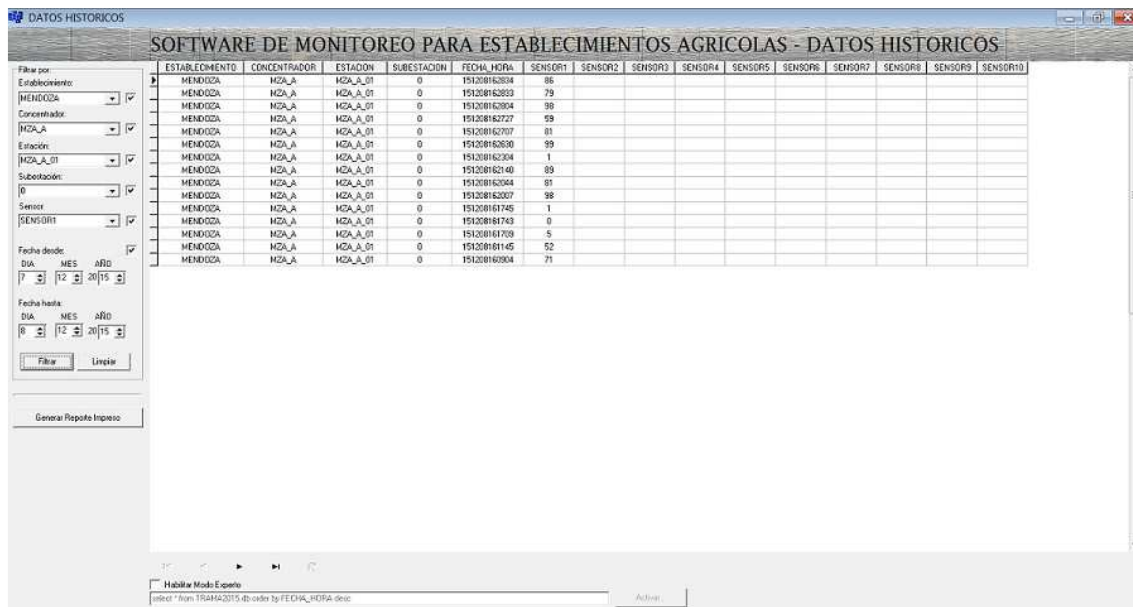 DATOS HISTORICOS
SOFTWARE DE MONITOREO PARA ESTABLECIMIENTOS AGRICOLAS - DATOS HISTORICOS
Filtrar por:
Establecimiento:
MENDOZA
Concentrador:
MZA_A
Estación:
MZA_A_01
Subestación:
0
Sensor:
SENSOR1
Fecha desde:
DIA MES AÑO
7 12 20 15
Fecha hasta:
DIA MES AÑO
8 12 20 15
Filtrar Limpiar
Generar Reporte Impreso
ESTABLECIMIENTO CONCENTRADOR ESTACION SUBESTACION FECHA_HORA SENSOR1 SENSOR2 SENSOR3 SENSOR4 SENSOR5 SENSOR6 SENSOR7 SENSOR8 SENSOR9 SENSOR10
MENDOZA MZA_A MZA_A_01 0 151208162834 86
MENDOZA MZA_A MZA_A_01 0 151208162833 79
MENDOZA MZA_A MZA_A_01 0 151208162804 98
MENDOZA MZA_A MZA_A_01 0 151208162727 59
MENDOZA MZA_A MZA_A_01 0 151208162707 81
MENDOZA MZA_A MZA_A_01 0 151208162630 99
MENDOZA MZA_A MZA_A_01 0 151208162304 1
MENDOZA MZA_A MZA_A_01 0 151208162140 89
MENDOZA MZA_A MZA_A_01 0 151208162044 81
MENDOZA MZA_A MZA_A_01 0 151208162007 98
MENDOZA MZA_A MZA_A_01 0 151208161745 1
MENDOZA MZA_A MZA_A_01 0 151208161743 0
MENDOZA MZA_A MZA_A_01 0 151208161709 5
MENDOZA MZA_A MZA_A_01 0 151208161145 52
MENDOZA MZA_A MZA_A_01 0 151208160904 71
Habilitar Modo Experto
select * from TRAMA2015.db order by FECHA_HORA desc
Activar